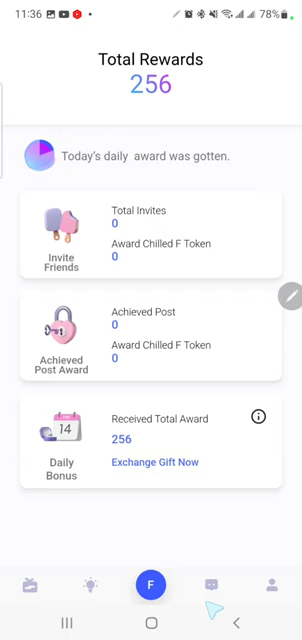 11:36
78%
Total Rewards
256
Today's daily award was gotten.
Total Invites
0
Award Chilled F Token
0
Invite
Friends
Achieved Post
0
Award Chilled F Token
0
Achieved
Post Award
14
Received Total Award
256
Exchange Gift Now
Daily
Bonus
F